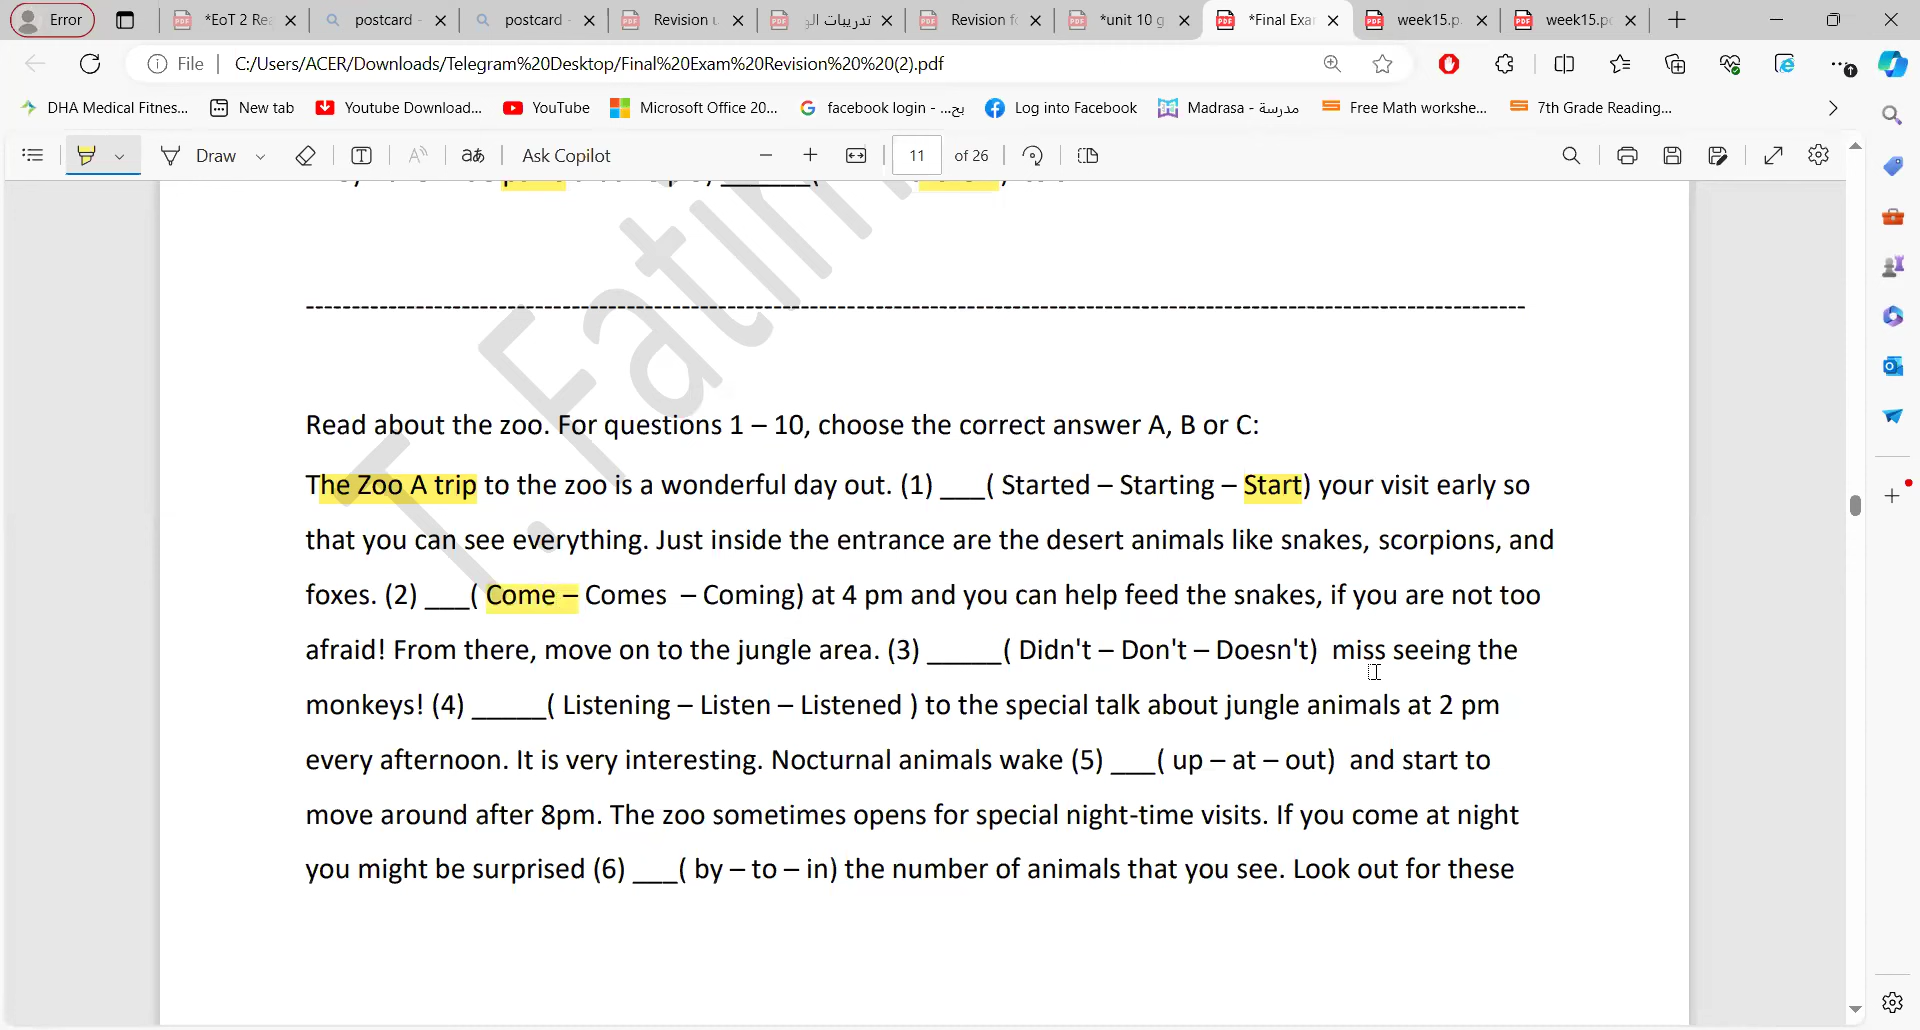 Error
*EoT 2 Re
postcard -
postcard -
Revision u
تدريبات الو
Revision fo
*unit 10 g
*Final Exa
week15.p
week15.p
File
C:/Users/ACER/Downloads/Telegram%20Desktop/Final%20Exam%20Revision%20%20(2).pdf
DHA Medical Fitnes...
New tab
Youtube Download...
YouTube
Microsoft Office 20...
facebook login - بح...
Log into Facebook
Madrasa - مدرسة
Free Math workshe...
7th Grade Reading...
Draw
Ask Copilot
11
of 26
T. Fatim
Read about the zoo. For questions 1 – 10, choose the correct answer A, B or C:
The Zoo A trip to the zoo is a wonderful day out. (1) ___( Started – Starting – Start) your visit early so
that you can see everything. Just inside the entrance are the desert animals like snakes, scorpions, and
foxes. (2) ___( Come – Comes – Coming) at 4 pm and you can help feed the snakes, if you are not too
afraid! From there, move on to the jungle area. (3) _____( Didn't – Don't – Doesn't) miss seeing the
monkeys! (4) _____( Listening – Listen – Listened ) to the special talk about jungle animals at 2 pm
every afternoon. It is very interesting. Nocturnal animals wake (5) ___( up – at – out) and start to
move around after 8pm. The zoo sometimes opens for special night-time visits. If you come at night
you might be surprised (6) ___( by – to – in) the number of animals that you see. Look out for these